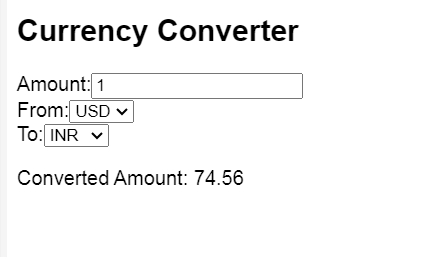 Currency Converter
Amount: 1
From: USD
To: INR
Converted Amount: 74.56